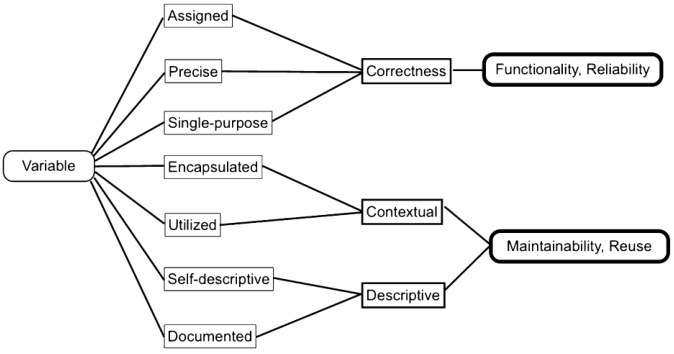 Assigned
Precise
Correctness
Functionality, Reliability
Single-purpose
Variable
Encapsulated
Utilized
Contextual
Maintainability, Reuse
Self-descriptive
Descriptive
Documented